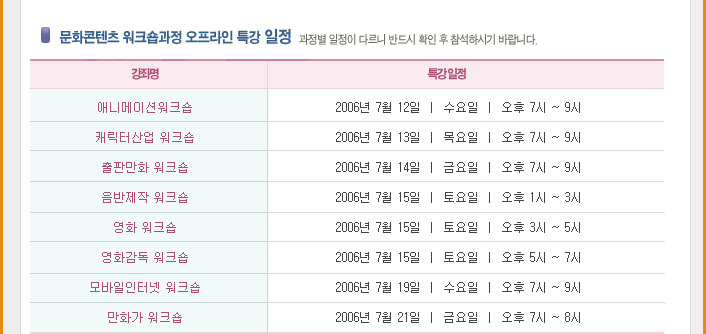 문화콘텐츠 워크숍과정 오프라인 특강 일정 과정별 일정이 다르니 반드시 확인 후 참석하시기 바랍니다.
강좌명 특강 일정
애니메이션워크숍 2006년 7월 12일 | 수요일 | 오후 7시 ~ 9시
캐릭터산업 워크숍 2006년 7월 13일 | 목요일 | 오후 7시 ~ 9시
출판만화 워크숍 2006년 7월 14일 | 금요일 | 오후 7시 ~ 9시
음반제작 워크숍 2006년 7월 15일 | 토요일 | 오후 1시 ~ 3시
영화 워크숍 2006년 7월 15일 | 토요일 | 오후 3시 ~ 5시
영화감독 워크숍 2006년 7월 15일 | 토요일 | 오후 5시 ~ 7시
모바일인터넷 워크숍 2006년 7월 19일 | 수요일 | 오후 7시 ~ 9시
만화가 워크숍 2006년 7월 21일 | 금요일 | 오후 7시 ~ 8시